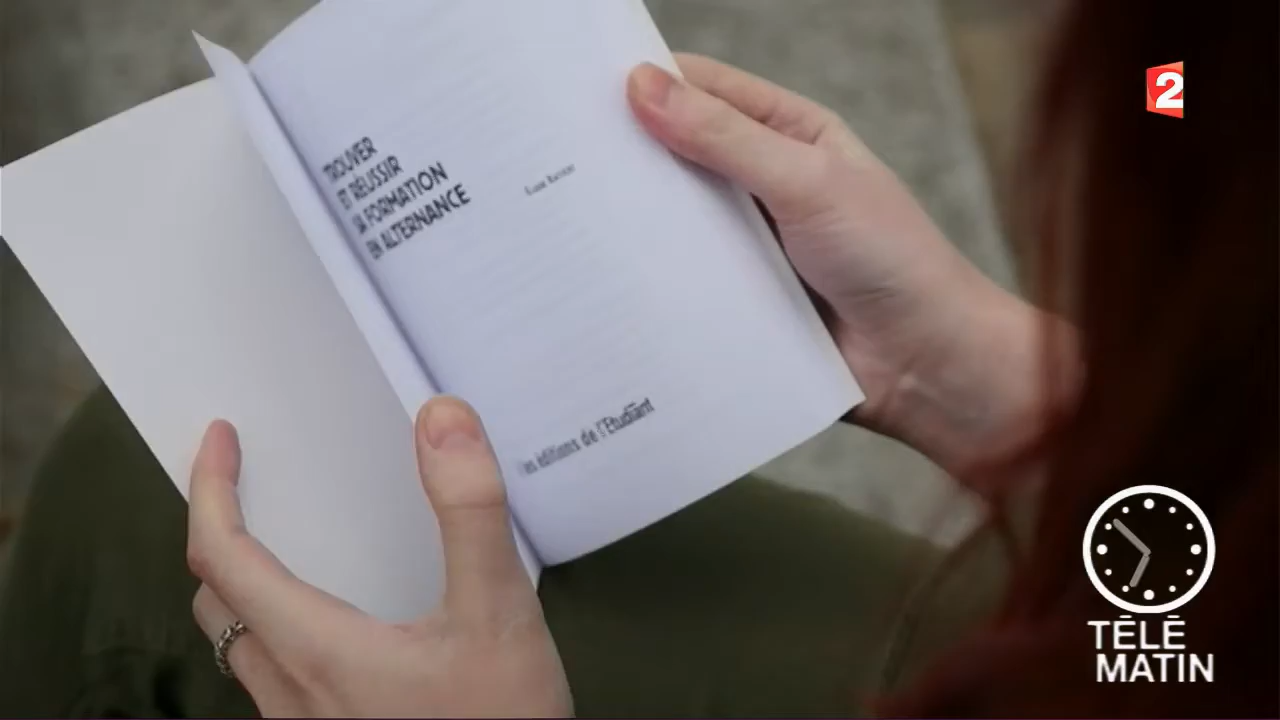 TROUVER
ET RÉUSSIR
SA FORMATION
EN ALTERNANCE
les éditions de l'Etudiant
2
TÉLÉ
MATIN